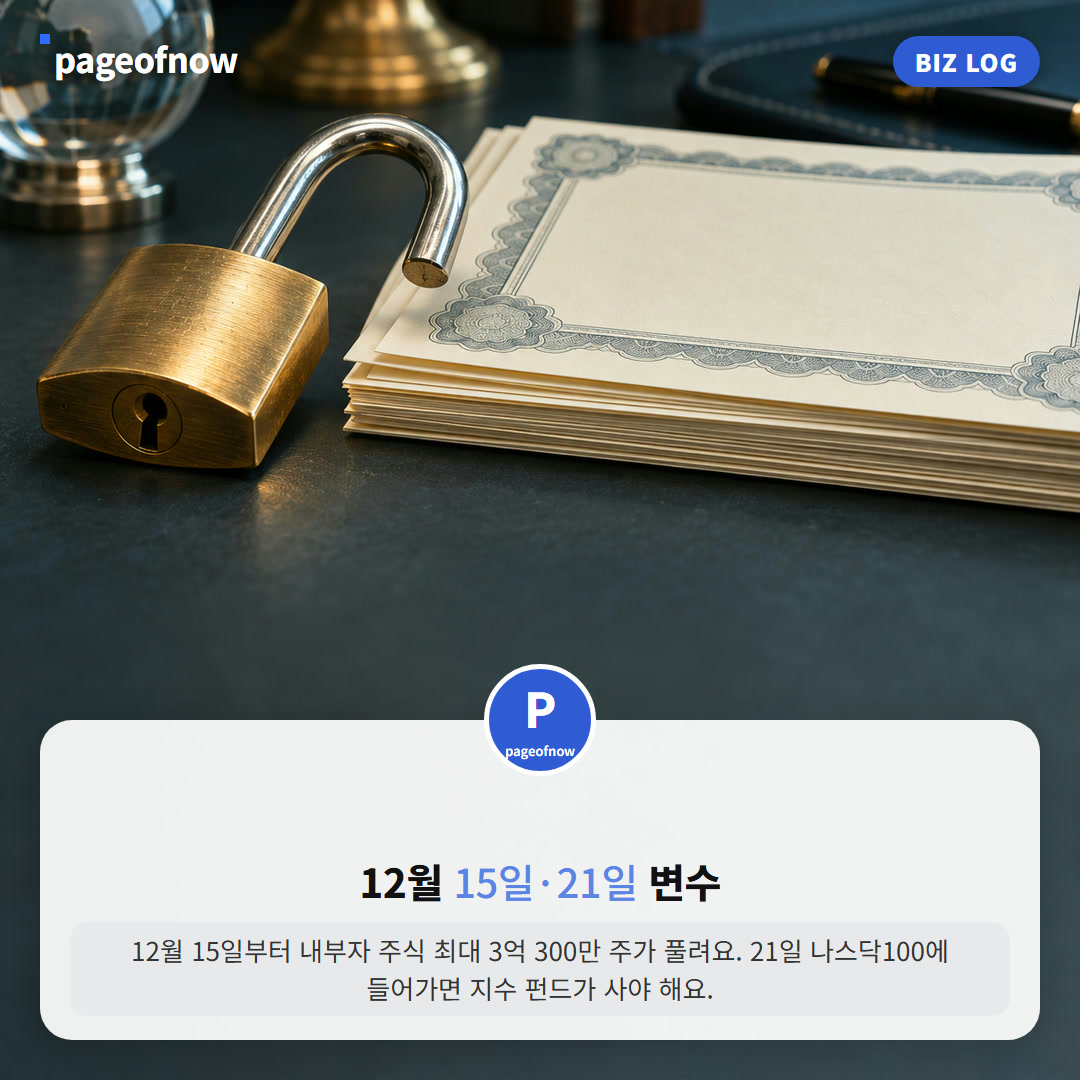 pageofnow
BIZ LOG
P
pageofnow
12월 15일·21일 변수
12월 15일부터 내부자 주식 최대 3억 300만 주가 풀려요. 21일 나스닥100에
들어가면 지수 펀드가 사야 해요.